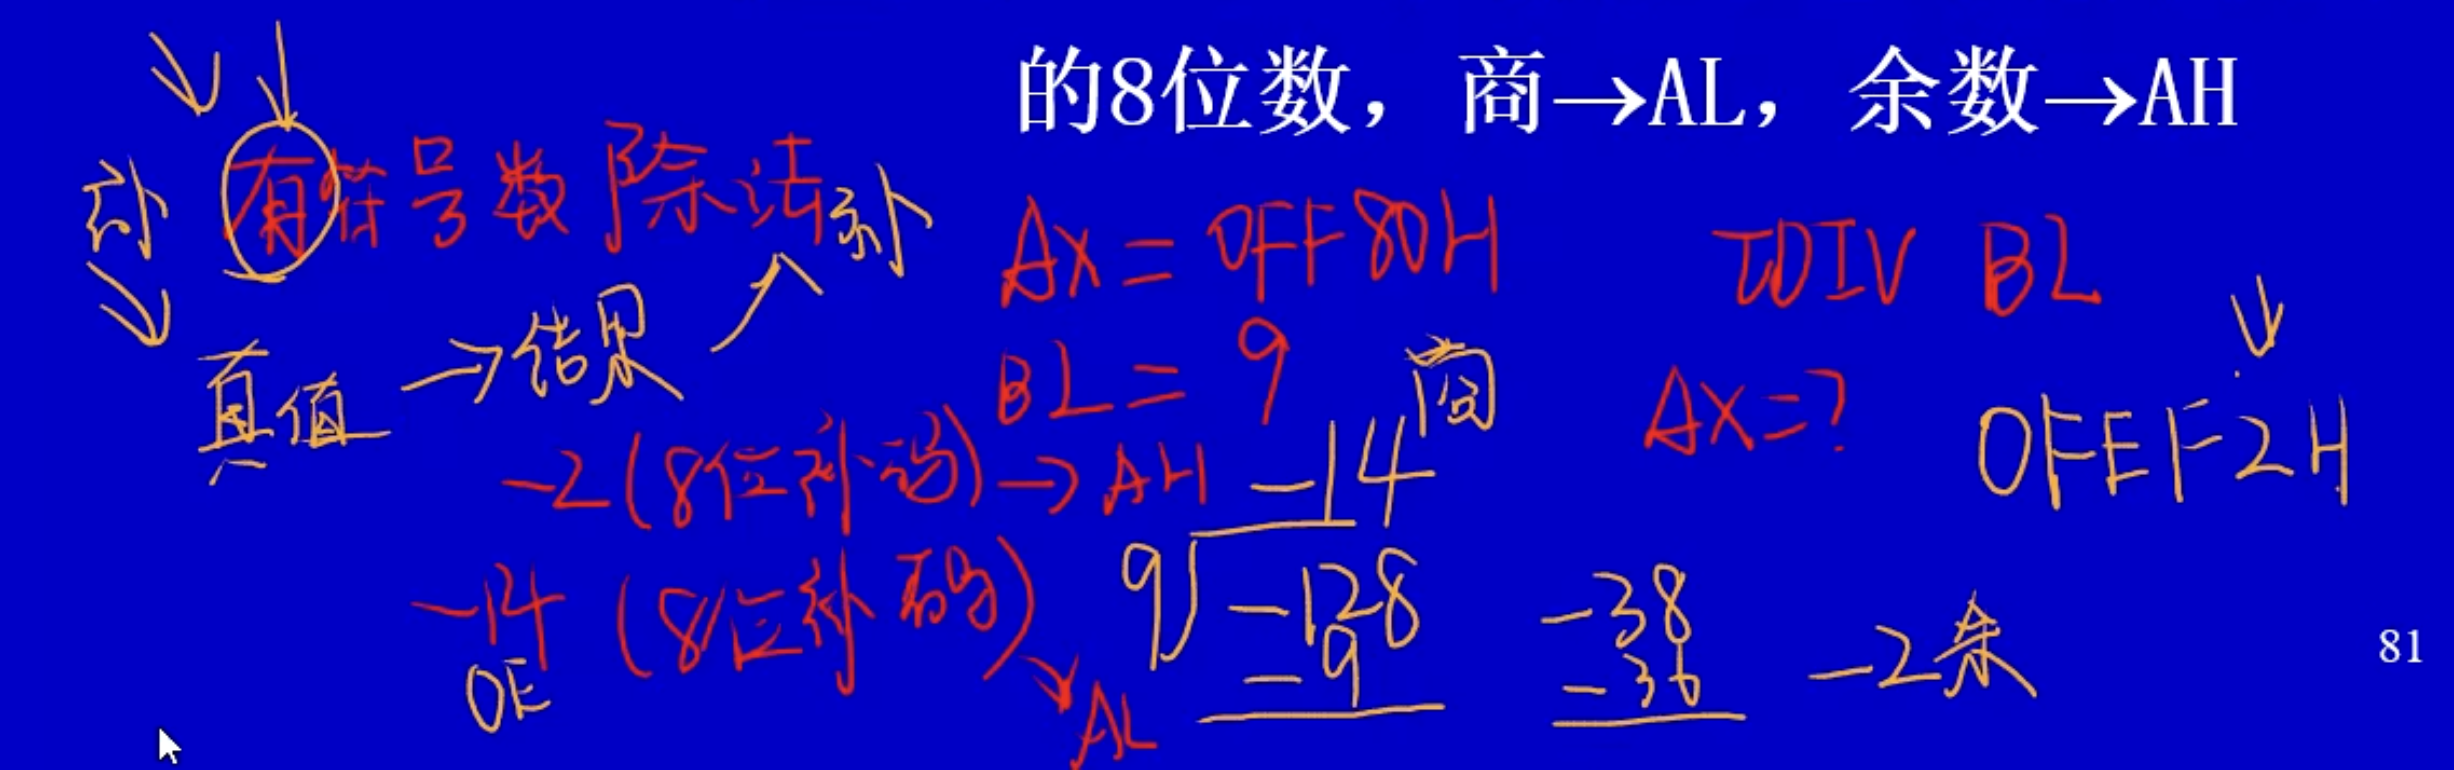 的8位数，商→AL，余数→AH
补 有符号数除法 补
真值 →结果
AX=0FF80H
IDIV BL
BL=9
AX=?
0FEF2H
-2(8位补码)→AH
-14 商
9 -128
-9
-38
-36
-2余
-14 (8位补码)
0E
AL
81